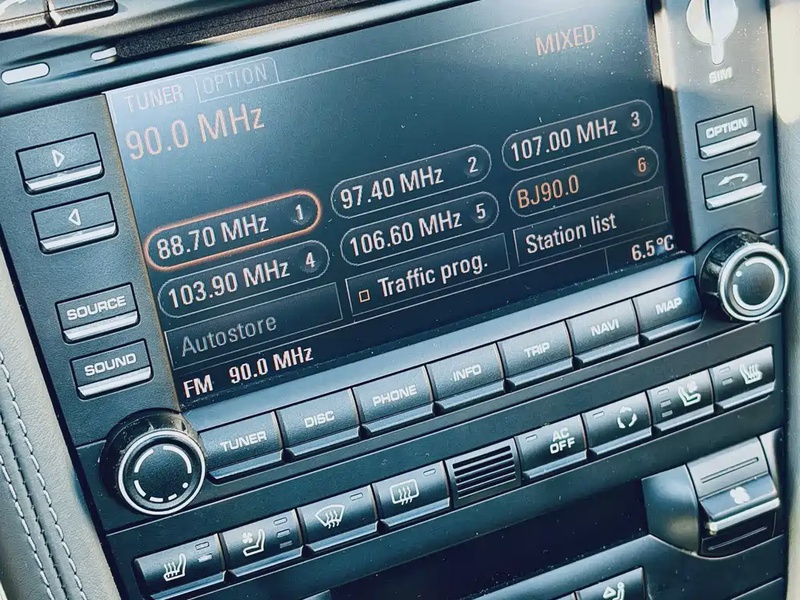 TUNER OPTION MIXED
90.0 MHz
88.70 MHz 1 97.40 MHz 2 107.00 MHz 3
103.90 MHz 4 106.60 MHz 5 BJ90.0 6
Autostore Traffic prog. Station list
FM 90.0 MHz 6.5°C
SOURCE
SOUND
SIM
OPTION
TUNER DISC PHONE INFO TRIP NAVI MAP
AC OFF